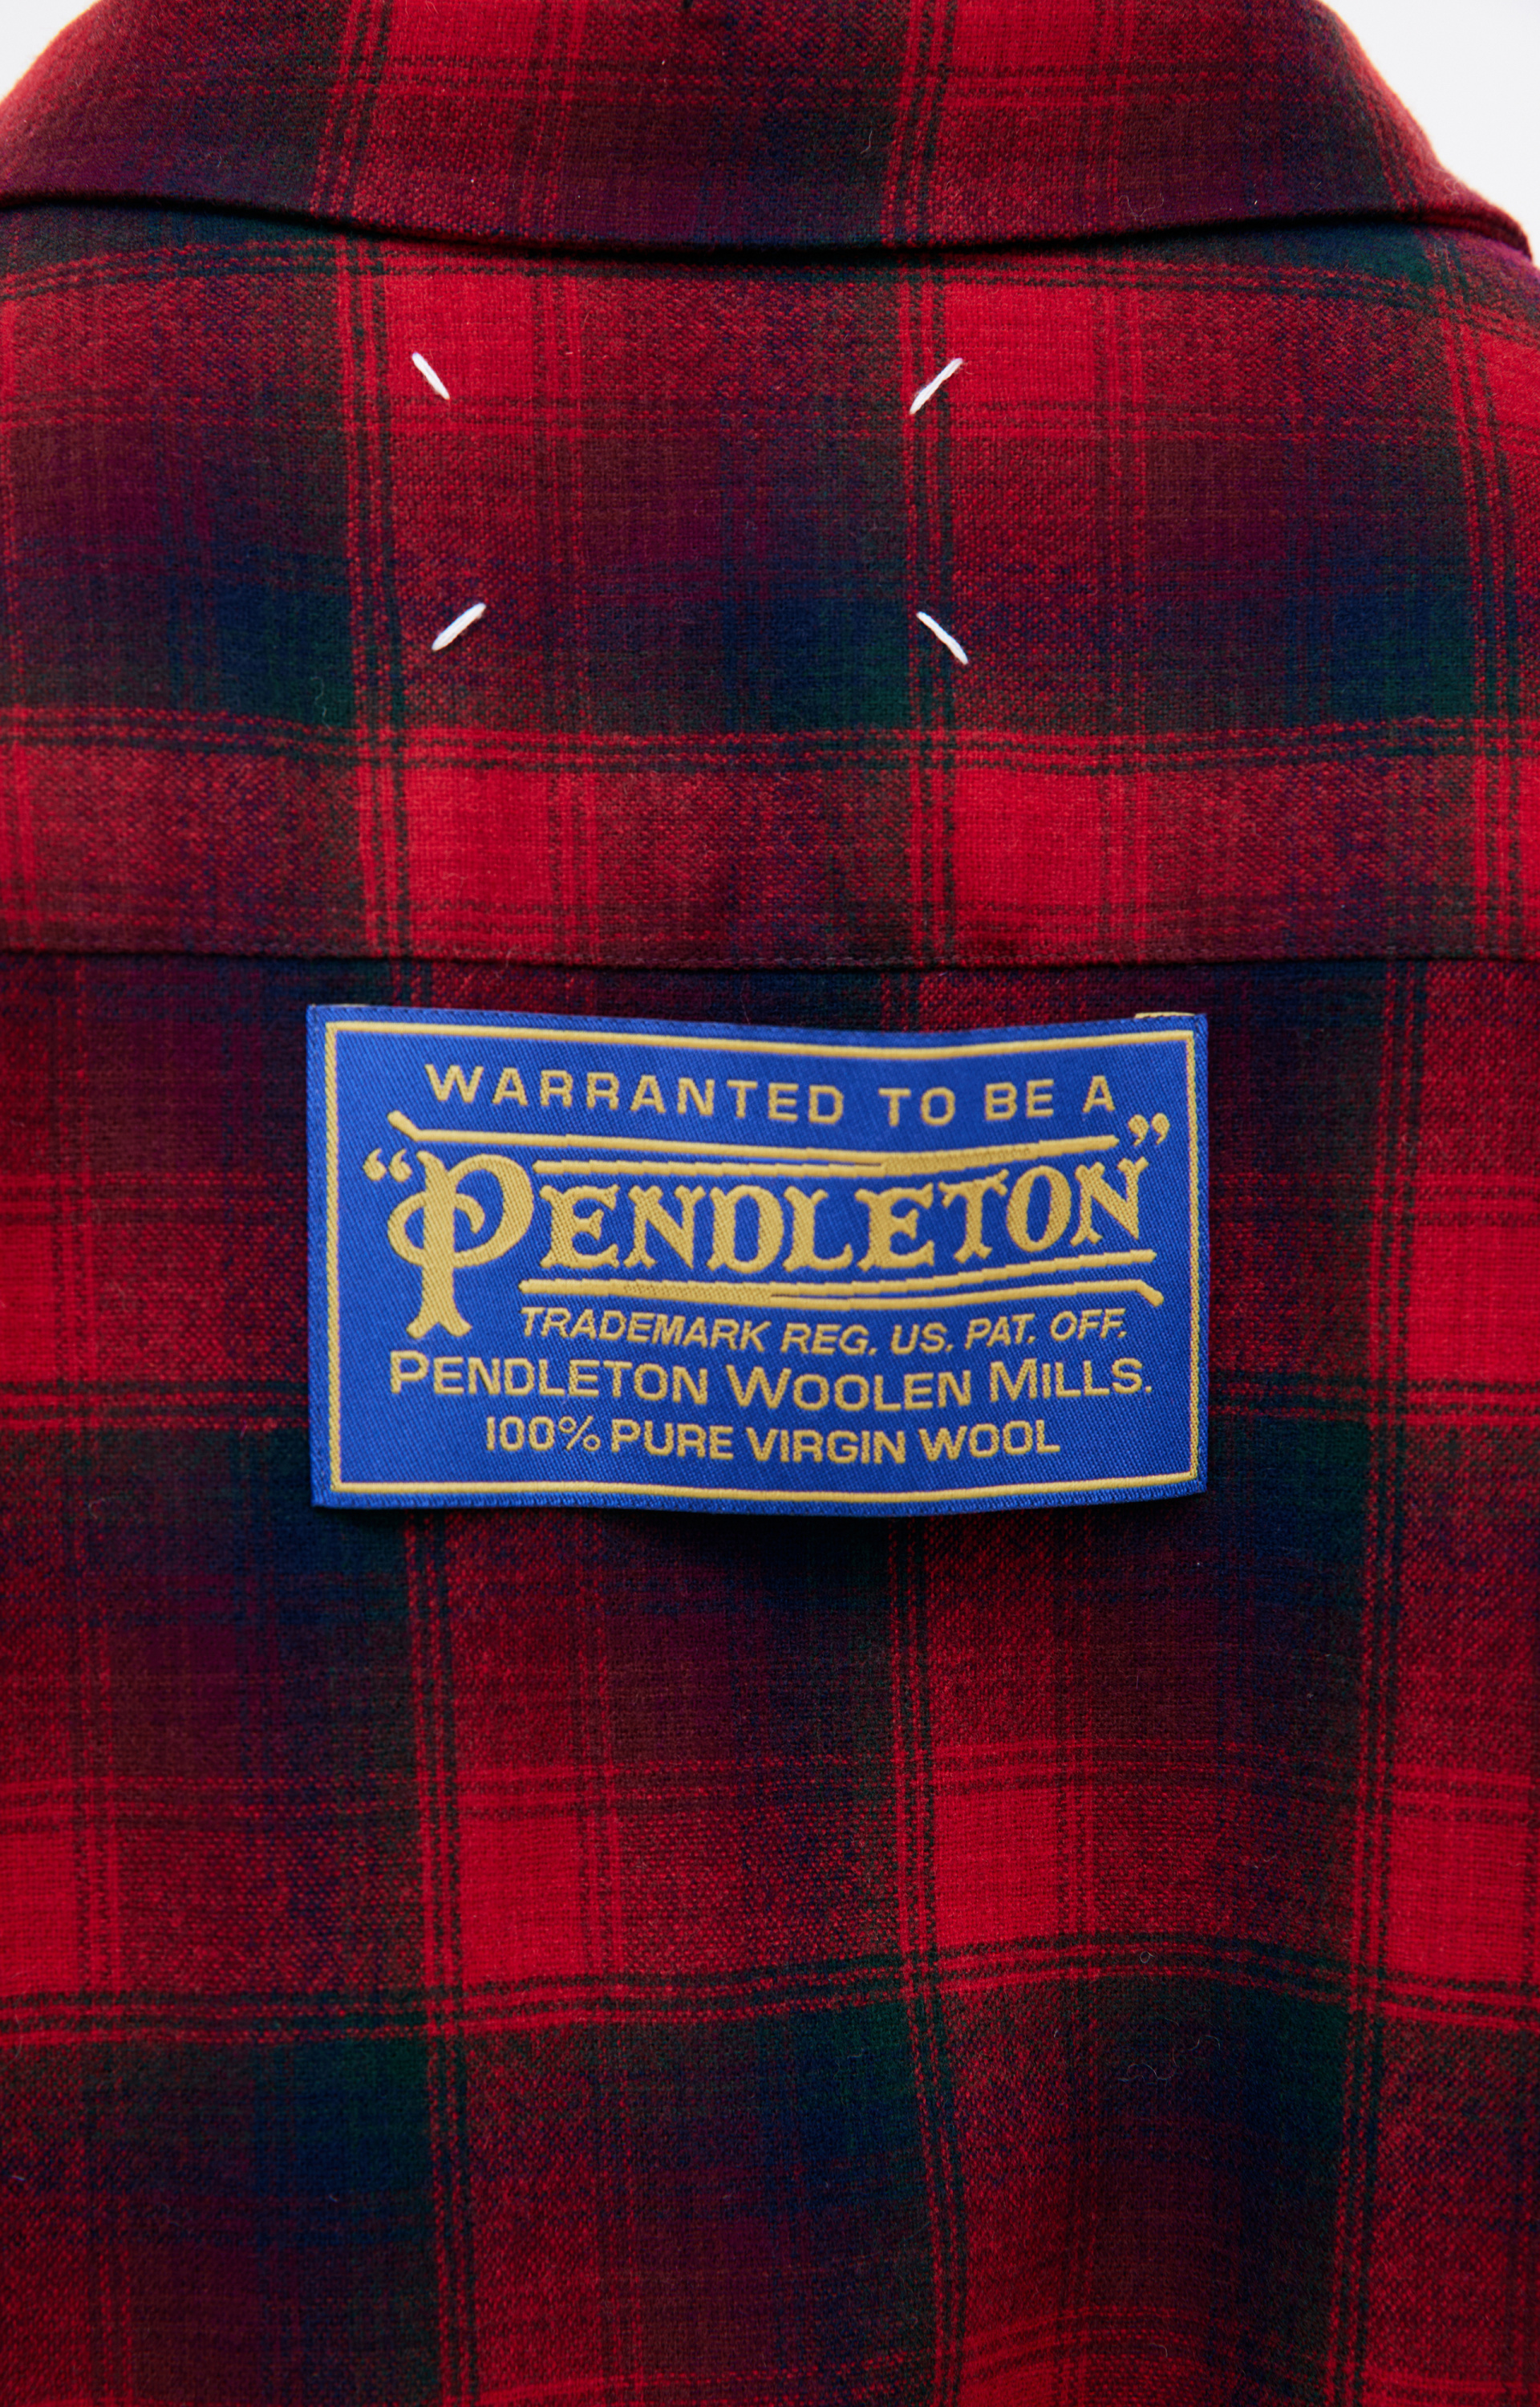 WARRANTED TO BE A
“PENDLETON”
TRADEMARK REG. US. PAT. OFF.
PENDLETON WOOLEN MILLS.
100% PURE VIRGIN WOOL